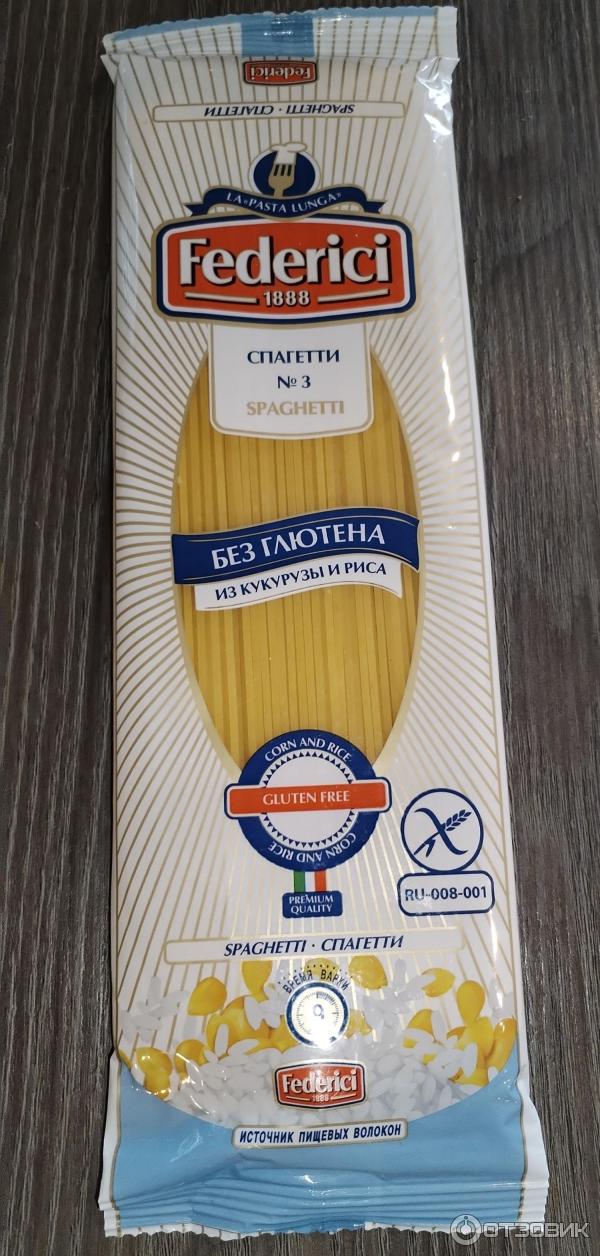 Federici
SPAGHETTI · СПАГЕТТИ
LA «PASTA LUNGA»
Federici
1888
СПАГЕТТИ
№ 3
SPAGHETTI
БЕЗ ГЛЮТЕНА
ИЗ КУКУРУЗЫ И РИСА
CORN AND RICE
GLUTEN FREE
CORN AND RICE
PREMIUM
QUALITY
RU-008-001
SPAGHETTI · СПАГЕТТИ
ВРЕМЯ ВАРКИ
9
Federici
1888
ИСТОЧНИК ПИЩЕВЫХ ВОЛОКОН
ОТЗОВИК